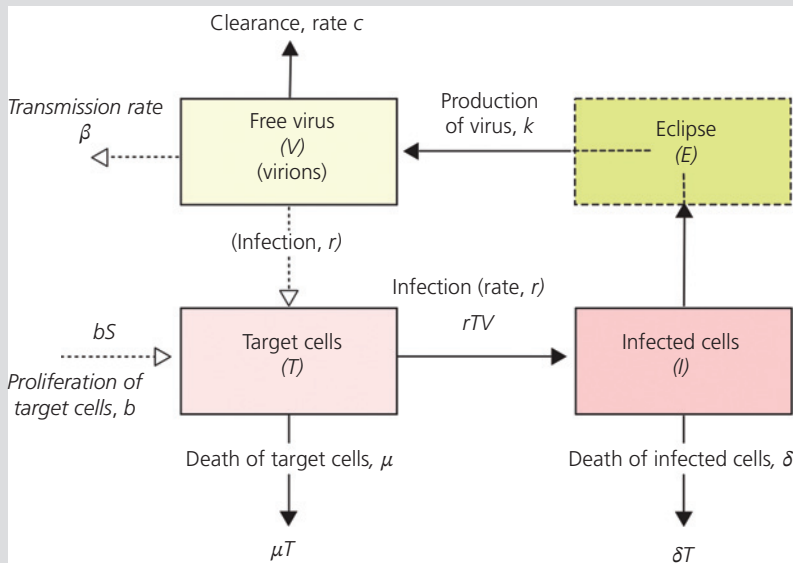 Clearance, rate c
Transmission rate
β
Free virus
(V)
(virions)
Production
of virus, k
Eclipse
(E)
(Infection, r)
Infection (rate, r)
rTV
bS
Proliferation of
target cells, b
Target cells
(T)
Infected cells
(I)
Death of target cells, μ
Death of infected cells, δ
μT
δT